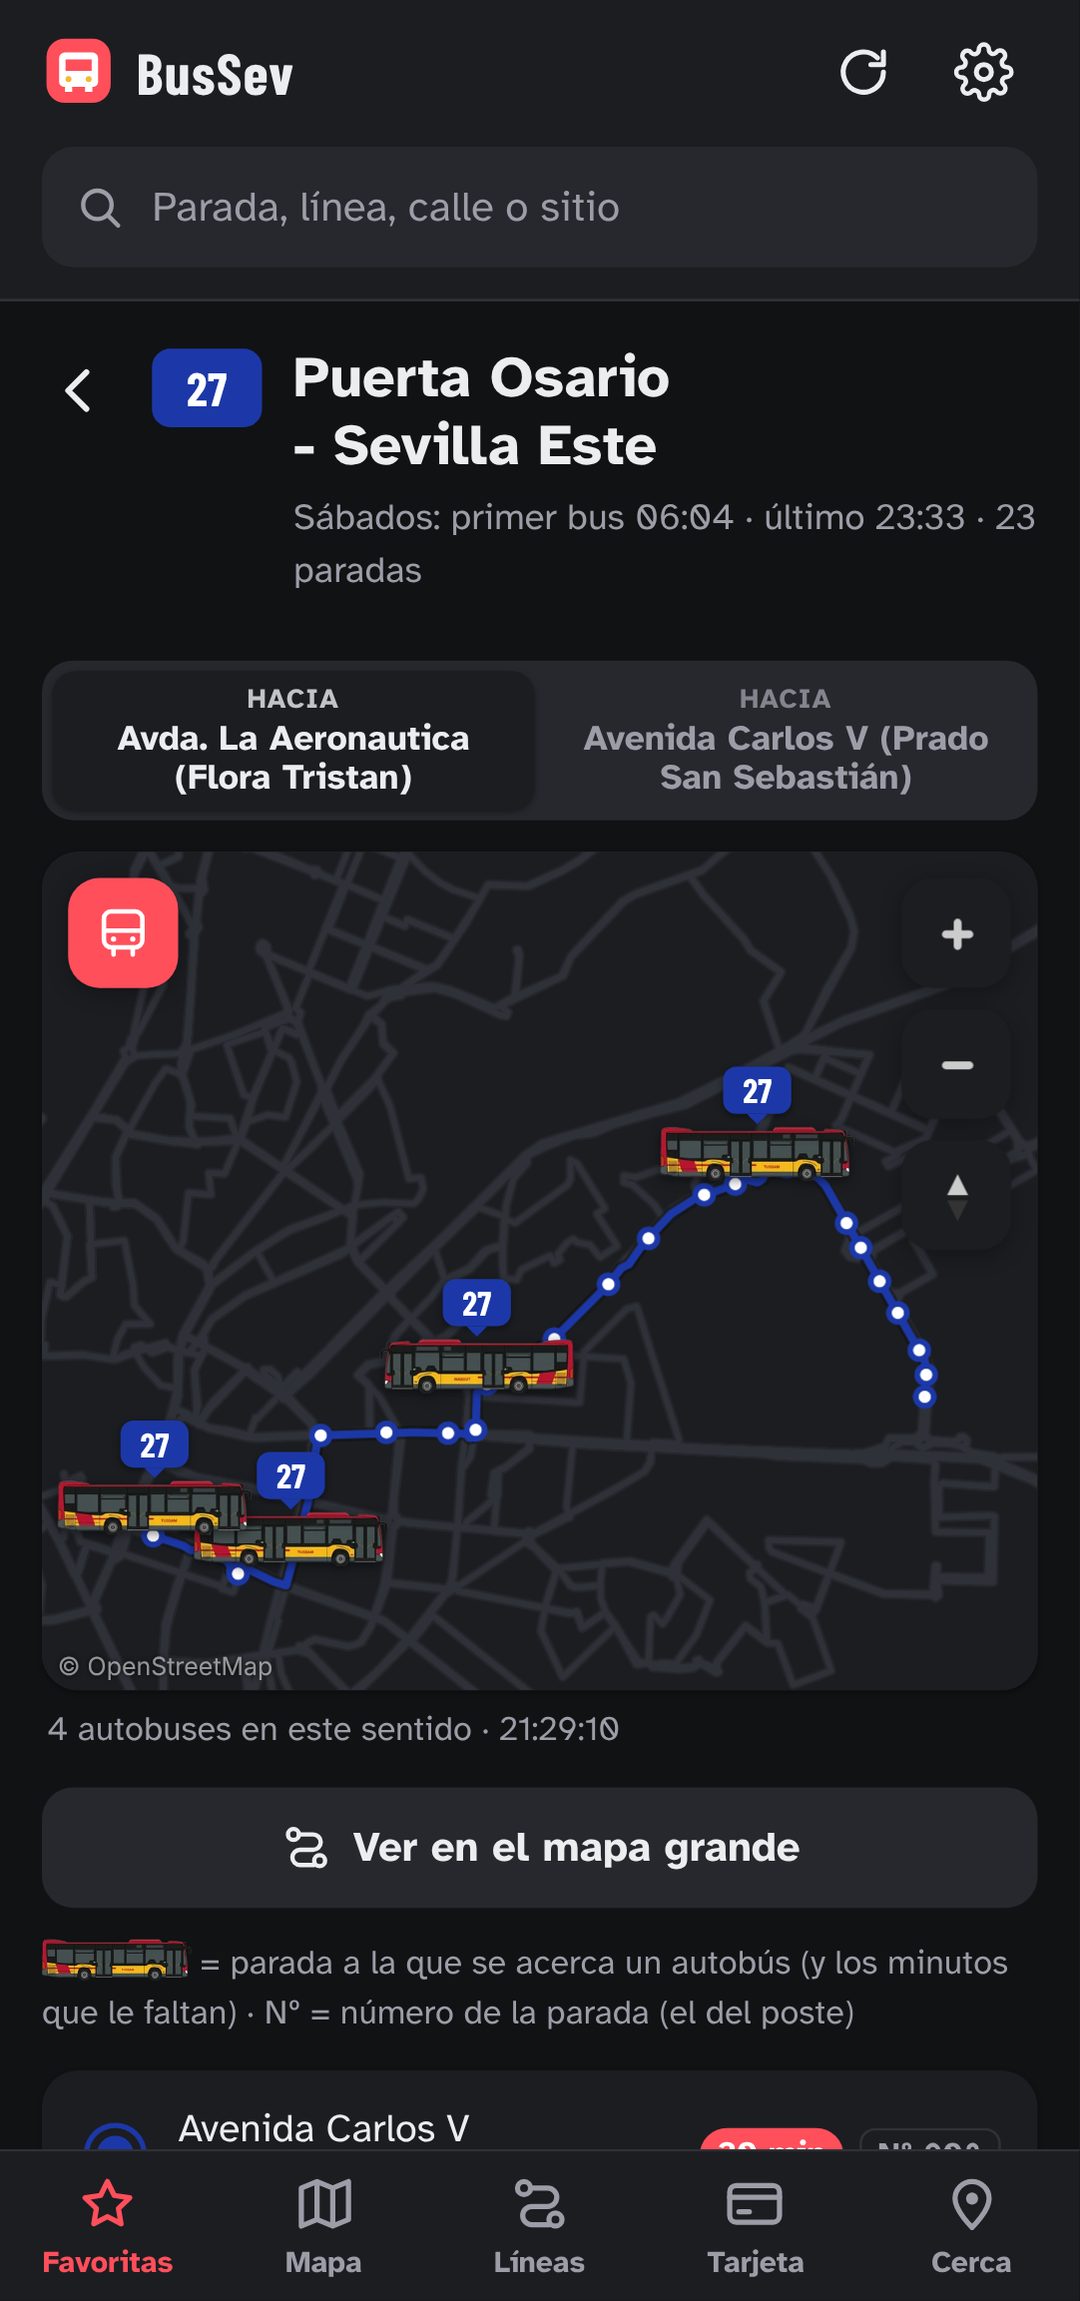 BusSev
Parada, línea, calle o sitio
27
Puerta Osario
- Sevilla Este
Sábados: primer bus 06:04 · último 23:33 · 23
paradas
HACIA
Avda. La Aeronautica
(Flora Tristan)
HACIA
Avenida Carlos V (Prado
San Sebastián)
27
27
27
27
© OpenStreetMap
4 autobuses en este sentido · 21:29:10
Ver en el mapa grande
= parada a la que se acerca un autobús (y los minutos
que le faltan) · Nº = número de la parada (el del poste)
Avenida Carlos V
Favoritas
Mapa
Líneas
Tarjeta
Cerca